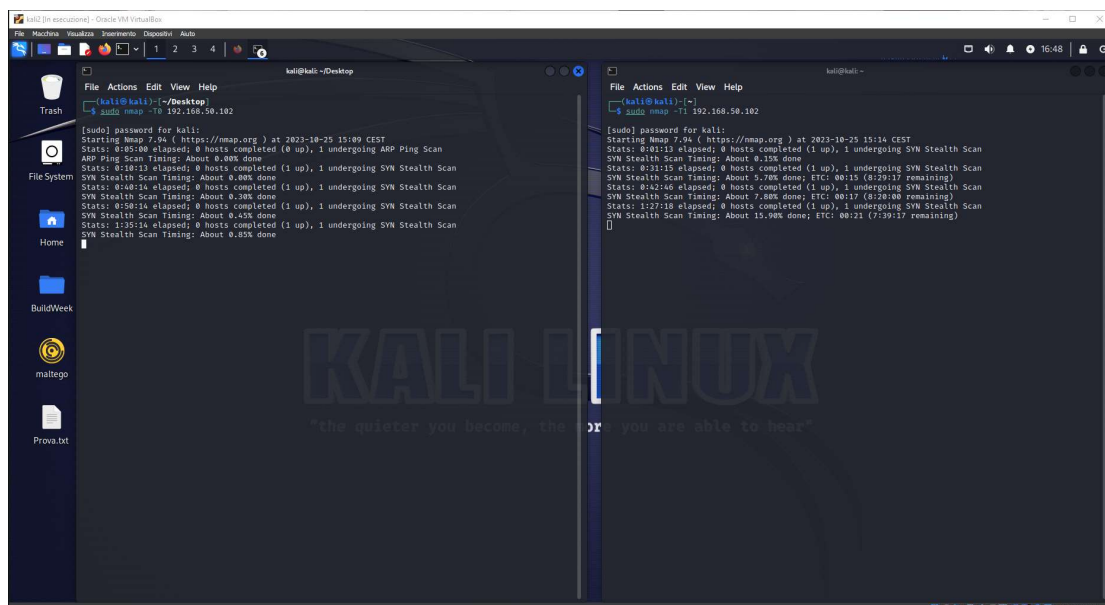 kali2 [In esecuzione] - Oracle VM VirtualBox
File Macchina Visualizza Inserimento Dispositivi Aiuto
1 2 3 4
16:48
Trash
File System
Home
BuildWeek
maltego
Prova.txt
kali@kali: ~/Desktop
File Actions Edit View Help
(kali㉿kali)-[~/Desktop]
$ sudo nmap -T0 192.168.50.102
[sudo] password for kali:
Starting Nmap 7.94 ( https://nmap.org ) at 2023-10-25 15:09 CEST
Stats: 0:05:00 elapsed; 0 hosts completed (0 up), 1 undergoing ARP Ping Scan
ARP Ping Scan Timing: About 0.00% done
Stats: 0:10:13 elapsed; 0 hosts completed (1 up), 1 undergoing SYN Stealth Scan
SYN Stealth Scan Timing: About 0.00% done
Stats: 0:40:14 elapsed; 0 hosts completed (1 up), 1 undergoing SYN Stealth Scan
SYN Stealth Scan Timing: About 0.30% done
Stats: 0:50:14 elapsed; 0 hosts completed (1 up), 1 undergoing SYN Stealth Scan
SYN Stealth Scan Timing: About 0.45% done
Stats: 1:35:14 elapsed; 0 hosts completed (1 up), 1 undergoing SYN Stealth Scan
SYN Stealth Scan Timing: About 0.85% done
kali@kali: ~
File Actions Edit View Help
(kali㉿kali)-[~]
$ sudo nmap -T1 192.168.50.102
[sudo] password for kali:
Starting Nmap 7.94 ( https://nmap.org ) at 2023-10-25 15:14 CEST
Stats: 0:01:13 elapsed; 0 hosts completed (1 up), 1 undergoing SYN Stealth Scan
SYN Stealth Scan Timing: About 0.15% done
Stats: 0:31:15 elapsed; 0 hosts completed (1 up), 1 undergoing SYN Stealth Scan
SYN Stealth Scan Timing: About 5.70% done; ETC: 00:15 (8:29:17 remaining)
Stats: 0:42:46 elapsed; 0 hosts completed (1 up), 1 undergoing SYN Stealth Scan
SYN Stealth Scan Timing: About 7.80% done; ETC: 00:17 (8:20:00 remaining)
Stats: 1:27:18 elapsed; 0 hosts completed (1 up), 1 undergoing SYN Stealth Scan
SYN Stealth Scan Timing: About 15.90% done; ETC: 00:21 (7:39:17 remaining)
KALI LINUX
"the quieter you become, the more you are able to hear"